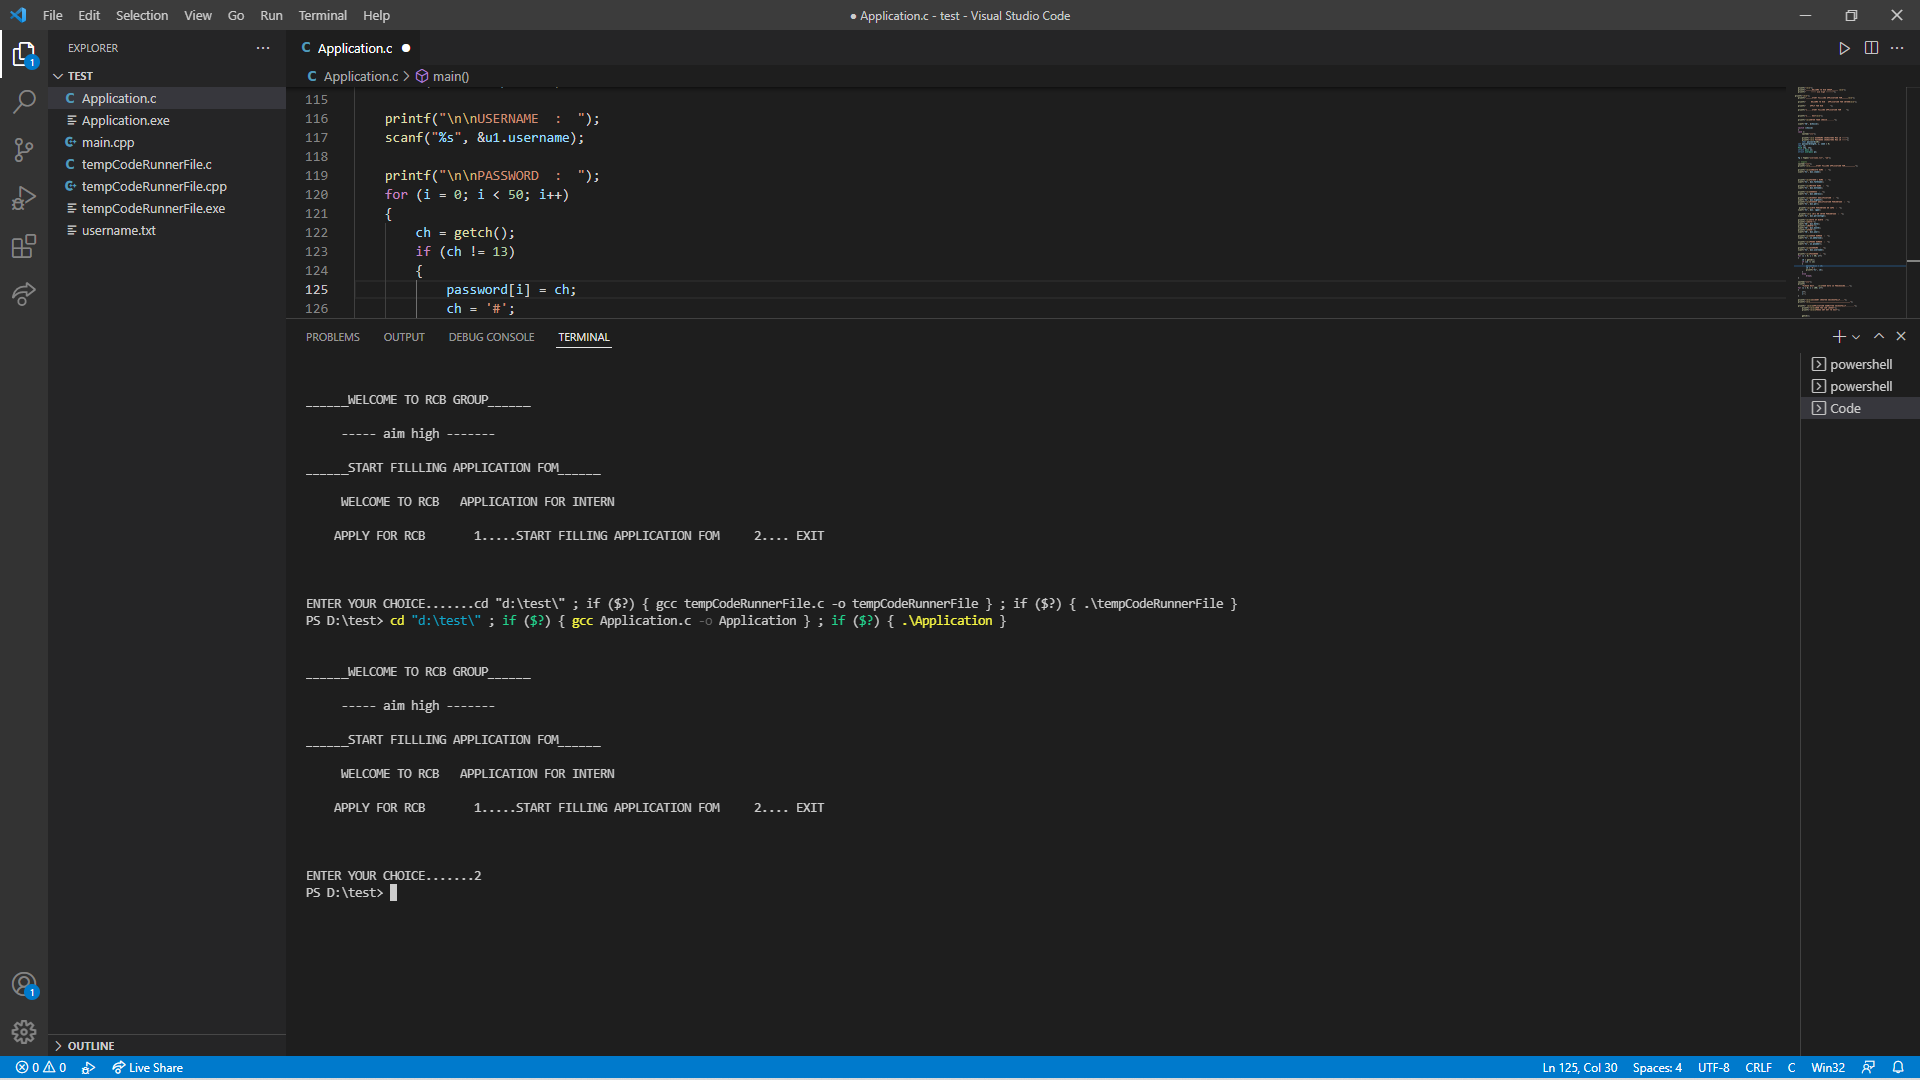 File Edit Selection View Go Run Terminal Help
● Application.c - test - Visual Studio Code
EXPLORER
TEST
Application.c
Application.exe
main.cpp
tempCodeRunnerFile.c
tempCodeRunnerFile.cpp
tempCodeRunnerFile.exe
username.txt
OUTLINE
Application.c
Application.c > main()
115
116 printf("\n\nUSERNAME  :  ");
117 scanf("%s", &u1.username);
118
119 printf("\n\nPASSWORD  :  ");
120 for (i = 0; i < 50; i++)
121 {
122 ch = getch();
123 if (ch != 13)
124 {
125 password[i] = ch;
126 ch = '#';
PROBLEMS OUTPUT DEBUG CONSOLE TERMINAL
powershell
powershell
Code
______WELCOME TO RCB GROUP______
----- aim high -------
______START FILLLING APPLICATION FOM______
WELCOME TO RCB   APPLICATION FOR INTERN
APPLY FOR RCB       1.....START FILLING APPLICATION FOM     2.... EXIT
ENTER YOUR CHOICE.......cd "d:\test\" ; if ($?) { gcc tempCodeRunnerFile.c -o tempCodeRunnerFile } ; if ($?) { .\tempCodeRunnerFile }
PS D:\test> cd "d:\test\" ; if ($?) { gcc Application.c -o Application } ; if ($?) { .\Application }
______WELCOME TO RCB GROUP______
----- aim high -------
______START FILLLING APPLICATION FOM______
WELCOME TO RCB   APPLICATION FOR INTERN
APPLY FOR RCB       1.....START FILLING APPLICATION FOM     2.... EXIT
ENTER YOUR CHOICE.......2
PS D:\test>
0 0 Live Share
Ln 125, Col 30 Spaces: 4 UTF-8 CRLF C Win32